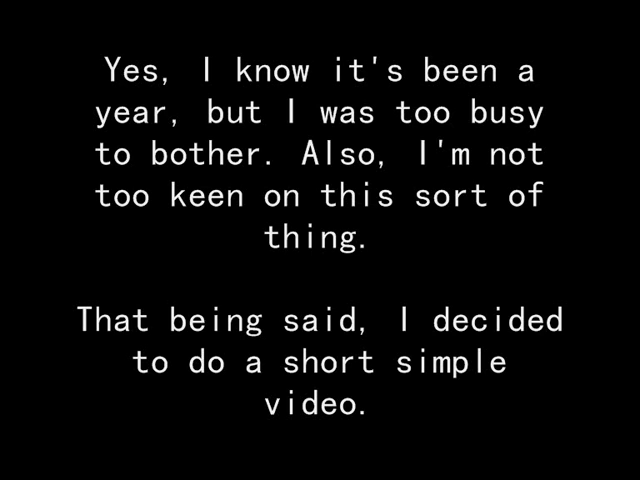 Yes, I know it's been a
year, but I was too busy
to bother. Also, I'm not
too keen on this sort of
thing.
That being said, I decided
to do a short simple
video.